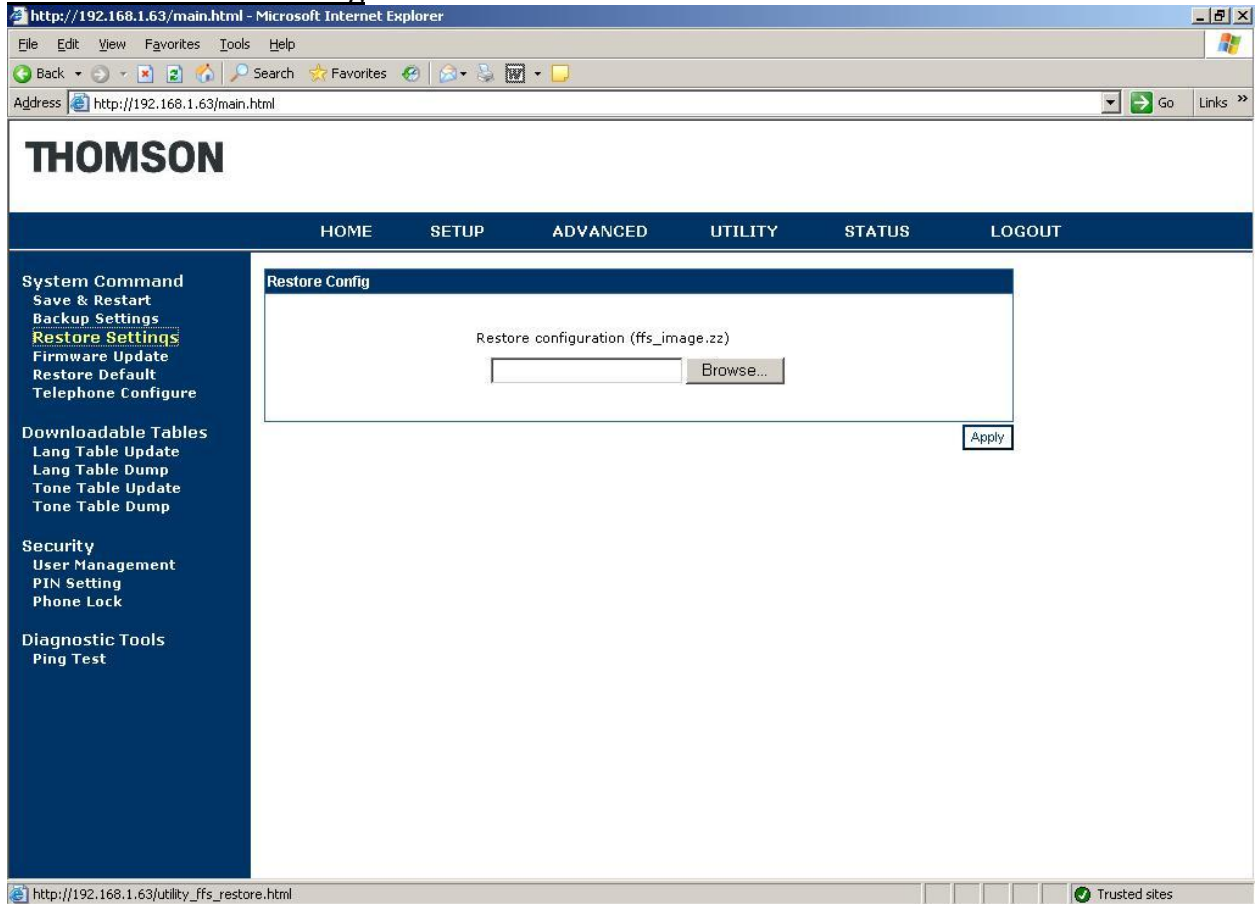 http://192.168.1.63/main.html - Microsoft Internet Explorer
File Edit View Favorites Tools Help
Back Search Favorites
Address http://192.168.1.63/main.html Go Links »
THOMSON
HOME SETUP ADVANCED UTILITY STATUS LOGOUT
System Command
Save & Restart
Backup Settings
Restore Settings
Firmware Update
Restore Default
Telephone Configure
Downloadable Tables
Lang Table Update
Lang Table Dump
Tone Table Update
Tone Table Dump
Security
User Management
PIN Setting
Phone Lock
Diagnostic Tools
Ping Test
Restore Config
Restore configuration (ffs_image.zz)
Browse...
Apply
http://192.168.1.63/utility_ffs_restore.html Trusted sites